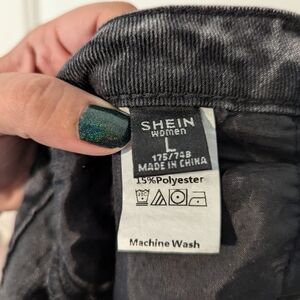 SHEIN
women
L
175/74B
MADE IN CHINA
15%Polyester
Machine Wash